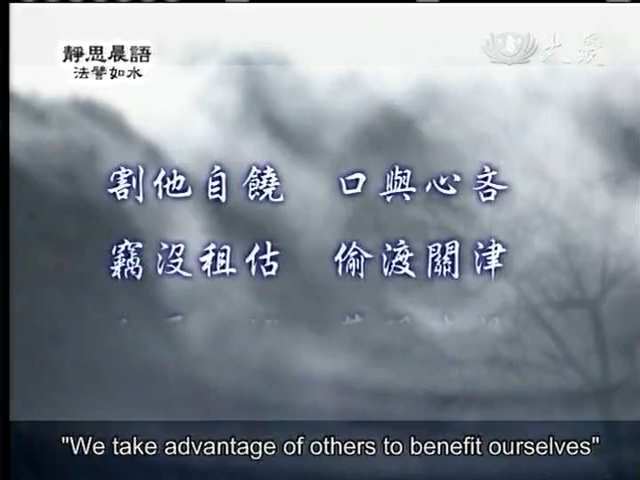 靜思晨語
法譬如水
大愛
割他自饒 口與心吝
竊沒租估 偷渡關津
"We take advantage of others to benefit ourselves"